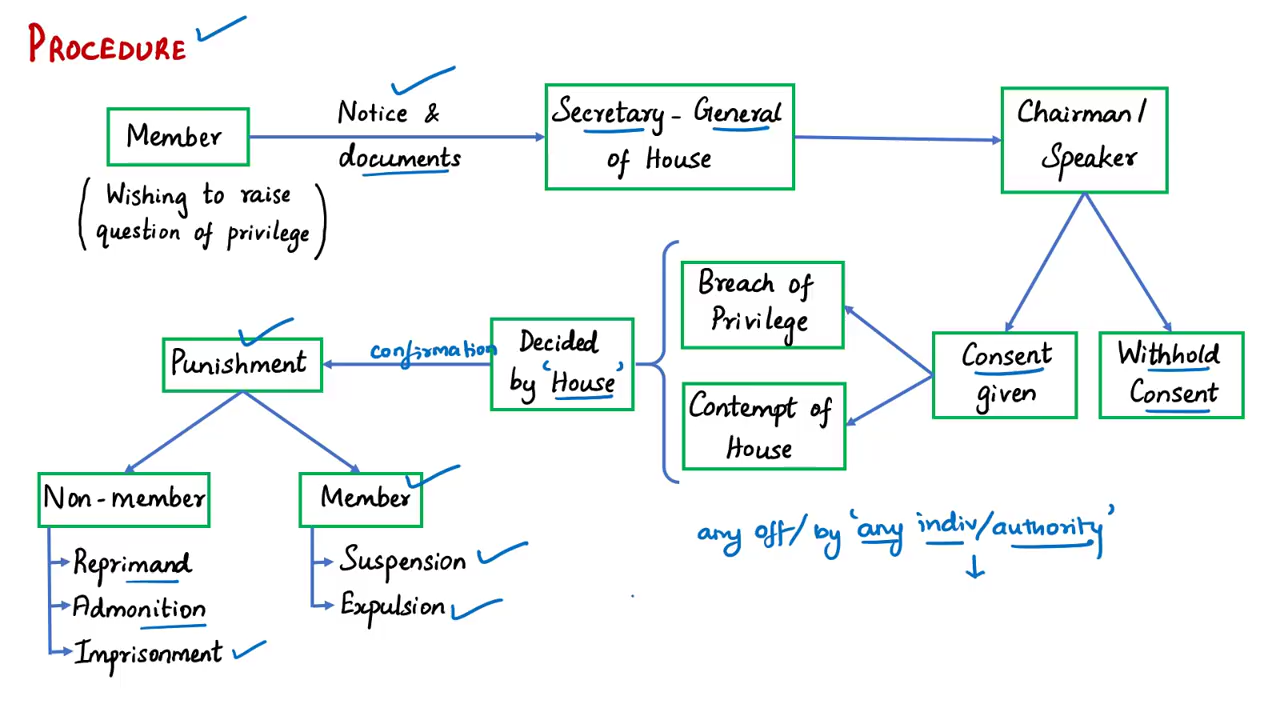 PROCEDURE
Member
(Wishing to raise
question of privilege)
Notice &
documents
Secretary - General
of House
Chairman/
Speaker
Consent
given
Withhold
Consent
Breach of
Privilege
Contempt of
House
Decided
by 'House'
confirmation
Punishment
Non-member
Reprimand
Admonition
Imprisonment
Member
Suspension
Expulsion
any off/ by 'any indiv/authority'